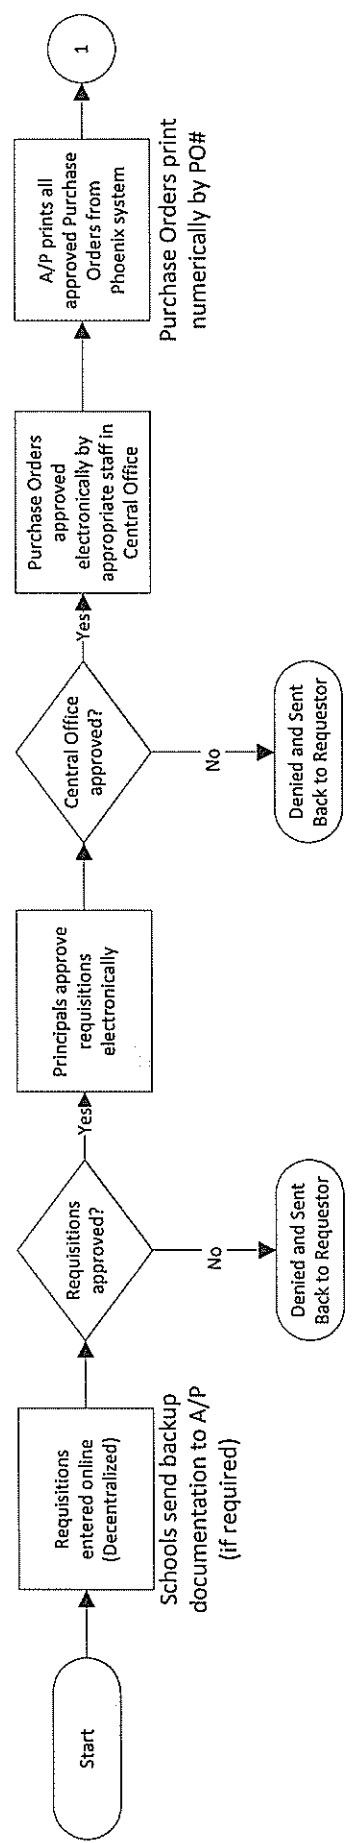 Start
Requisitions
entered online
(Decentralized)
Schools send backup
documentation to A/P
(if required)
Requisitions
approved?
No
Denied and Sent
Back to Requestor
Yes
Principals approve
requisitions
electronically
Central Office
approved?
No
Denied and Sent
Back to Requestor
Yes
Purchase Orders
approved
electronically by
appropriate staff in
Central Office
A/P prints all
approved Purchase
Orders from
Phoenix system
Purchase Orders print
numerically by PO#
1